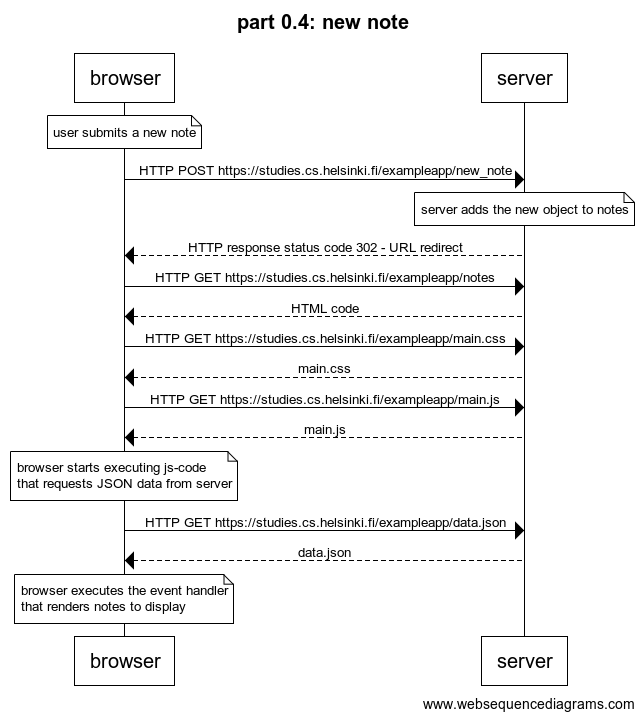 part 0.4: new note
browser
server
user submits a new note
HTTP POST https://studies.cs.helsinki.fi/exampleapp/new_note
server adds the new object to notes
HTTP response status code 302 - URL redirect
HTTP GET https://studies.cs.helsinki.fi/exampleapp/notes
HTML code
HTTP GET https://studies.cs.helsinki.fi/exampleapp/main.css
main.css
HTTP GET https://studies.cs.helsinki.fi/exampleapp/main.js
main.js
browser starts executing js-code
that requests JSON data from server
HTTP GET https://studies.cs.helsinki.fi/exampleapp/data.json
data.json
browser executes the event handler
that renders notes to display
browser
server
www.websequencediagrams.com